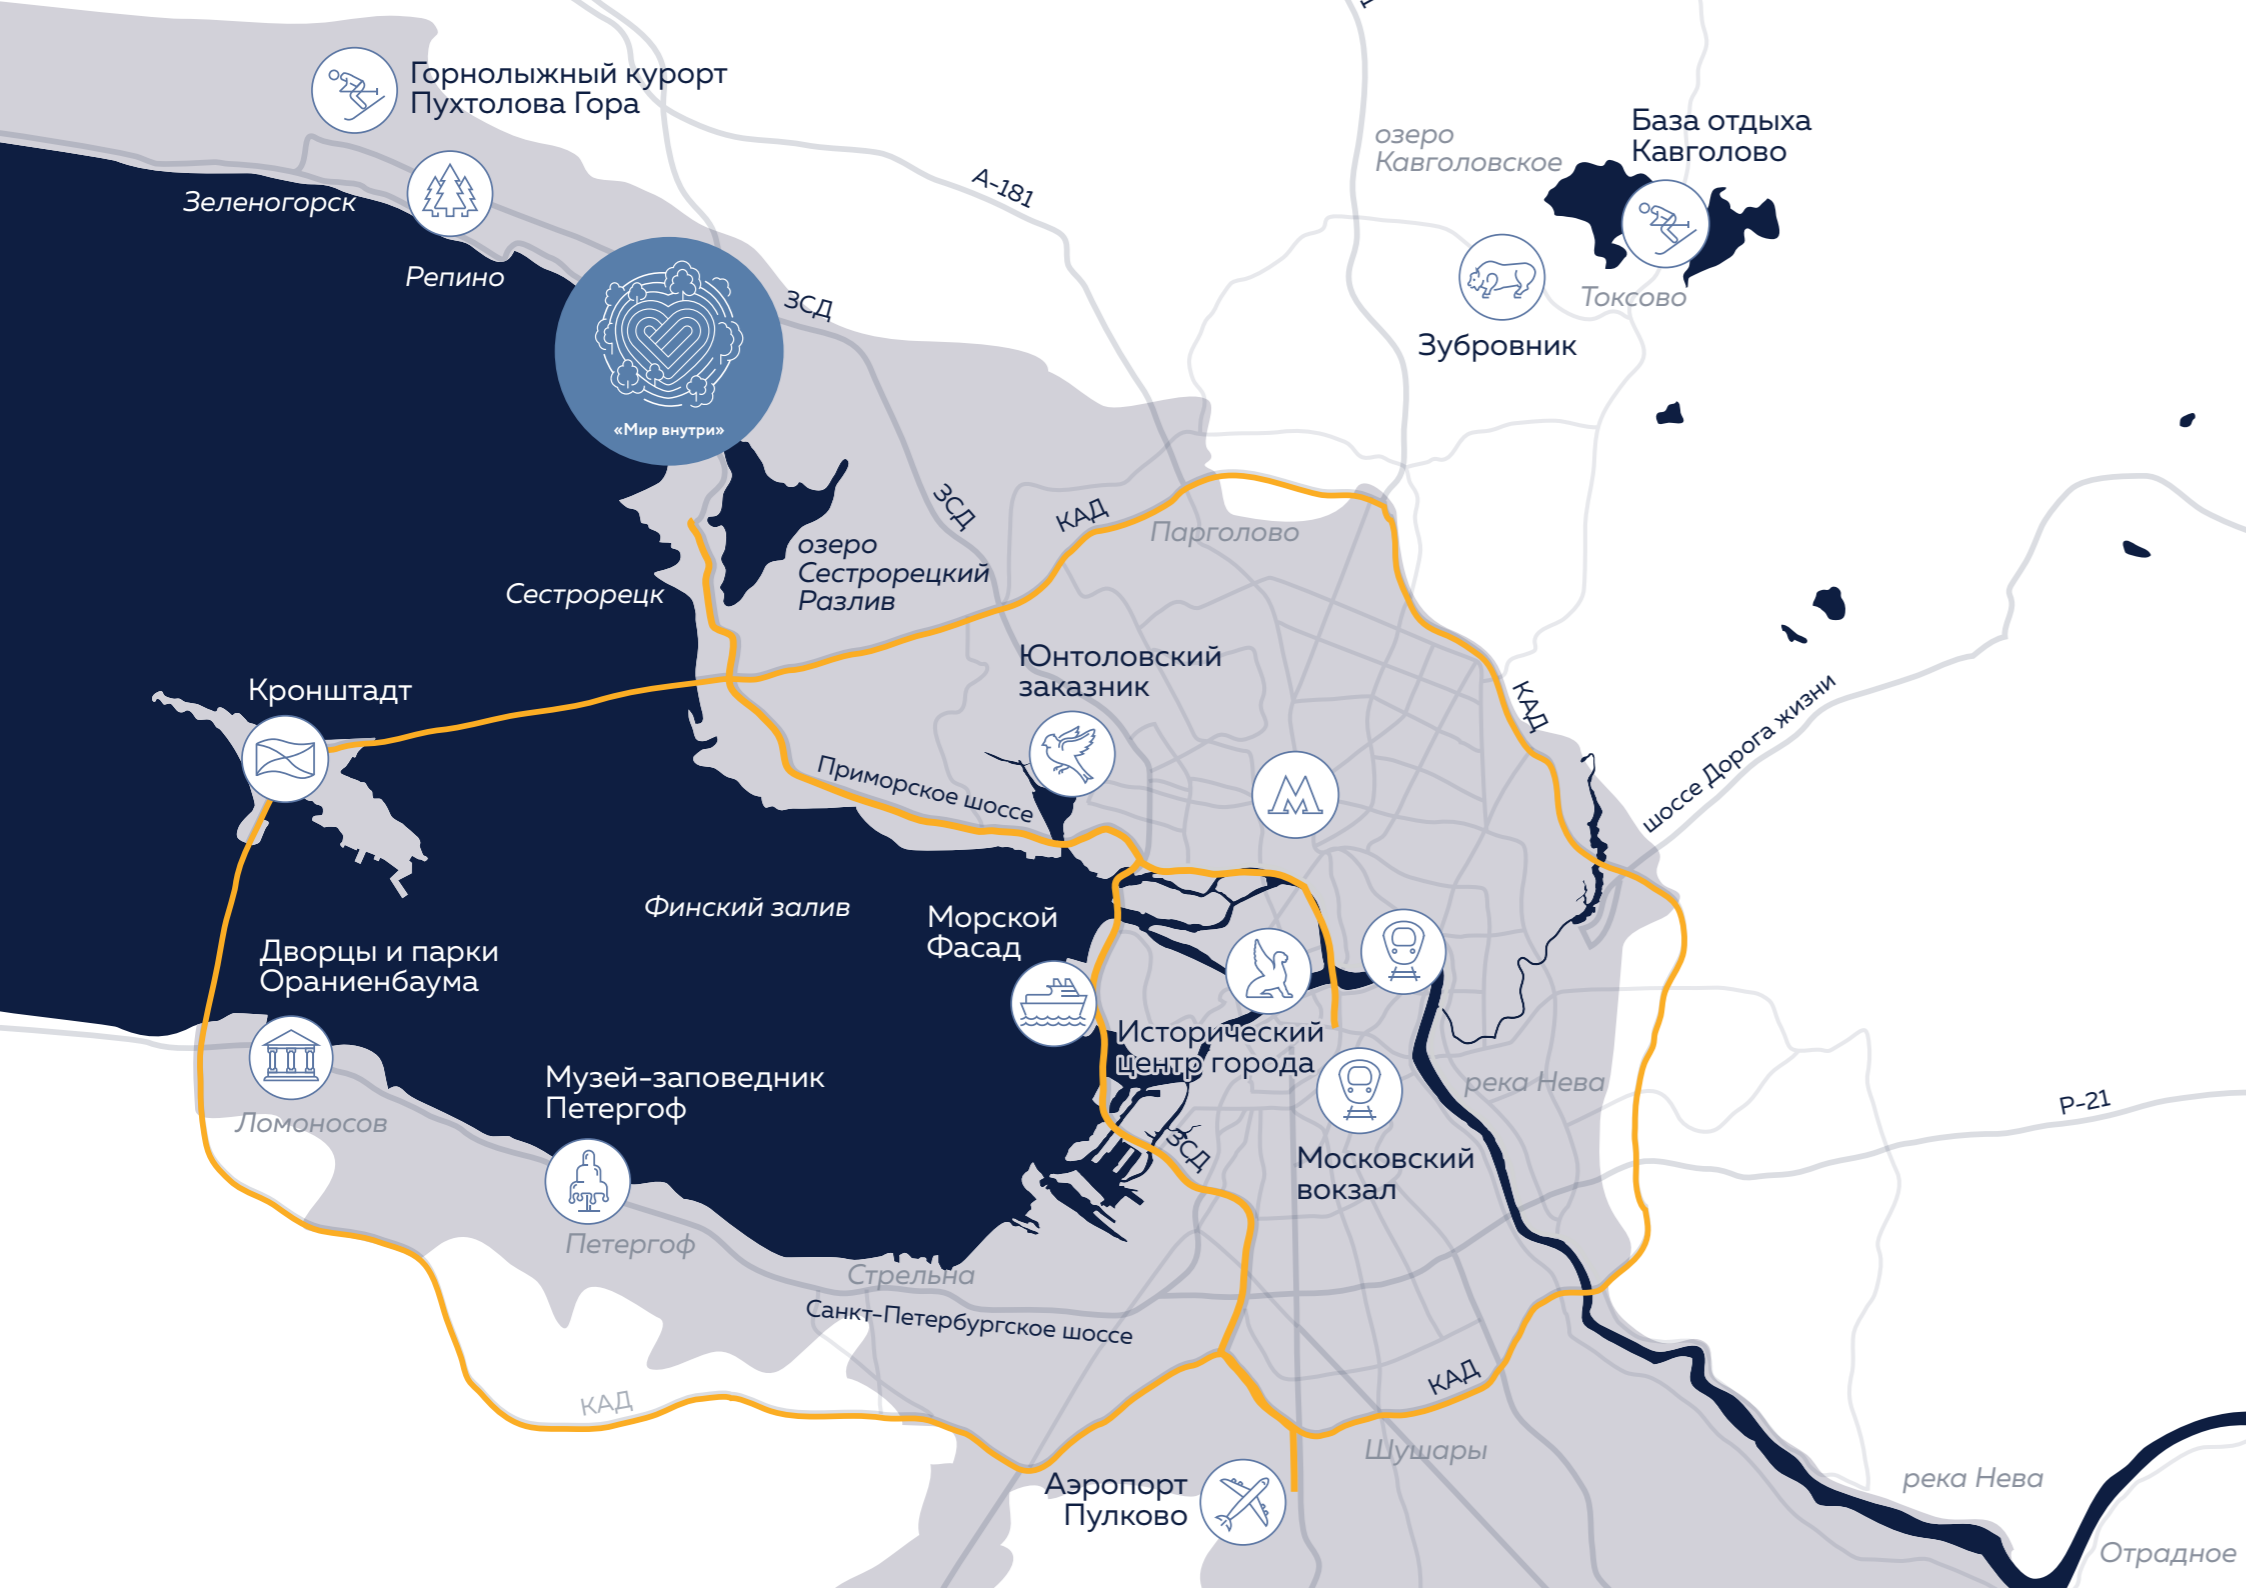 Горнолыжный курорт
Пухтолова Гора
База отдыха
Кавголово
озеро
Кавголовское
А-181
Зеленогорск
Репино
ЗСД
Токсово
Зубровник
«Мир внутри»
ЗСД
КАД
Парголово
озеро
Сестрорецкий
Разлив
Сестрорецк
Юнтоловский
заказник
Кронштадт
КАД
шоссе Дорога жизни
Приморское шоссе
Финский залив
Морской
Фасад
Дворцы и парки
Ораниенбаума
Исторический
центр города
Музей-заповедник
Петергоф
река Нева
Р-21
Ломоносов
ЗСД
Московский
вокзал
Петергоф
Стрельна
Санкт-Петербургское шоссе
КАД
КАД
Шушары
Аэропорт
Пулково
река Нева
Отрадное